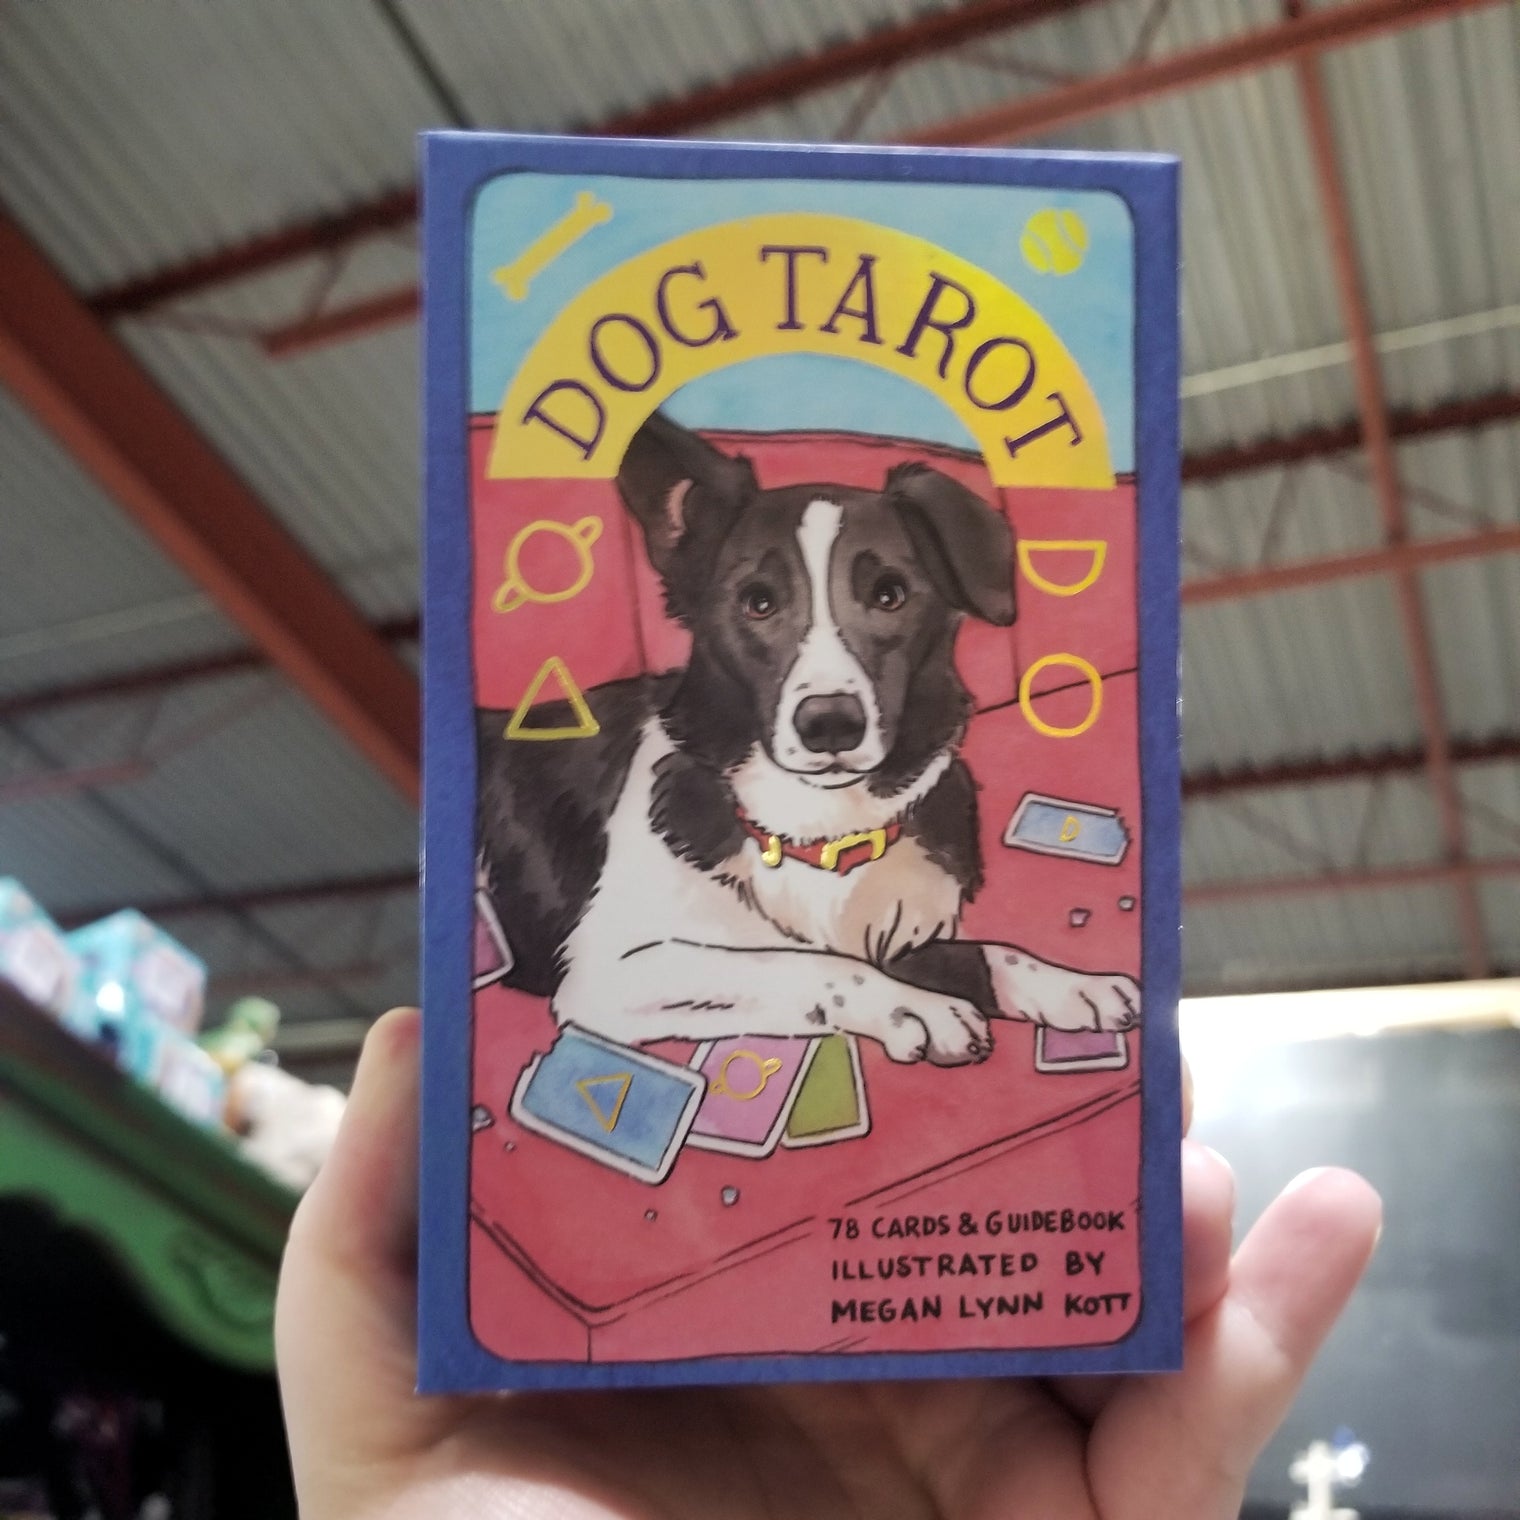 DOG TAROT
78 CARDS & GUIDEBOOK
ILLUSTRATED BY
MEGAN LYNN KOTT